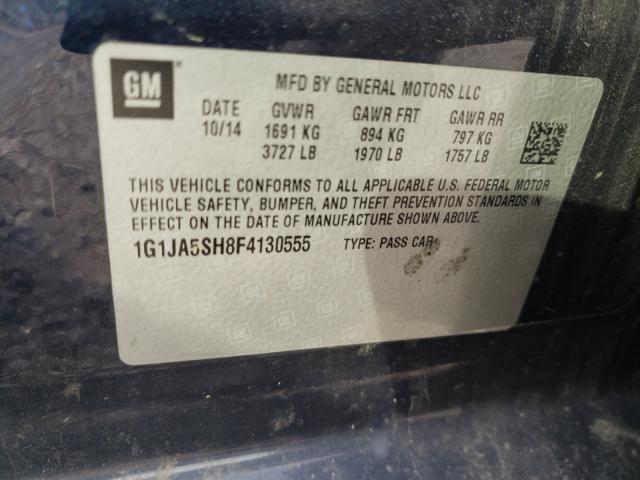 GM
MFD BY GENERAL MOTORS LLC
DATE GVWR GAWR FRT GAWR RR
10/14 1691 KG 894 KG 797 KG
3727 LB 1970 LB 1757 LB
THIS VEHICLE CONFORMS TO ALL APPLICABLE U.S. FEDERAL MOTOR
VEHICLE SAFETY, BUMPER, AND THEFT PREVENTION STANDARDS IN
EFFECT ON THE DATE OF MANUFACTURE SHOWN ABOVE.
1G1JA5SH8F4130555 TYPE: PASS CAR